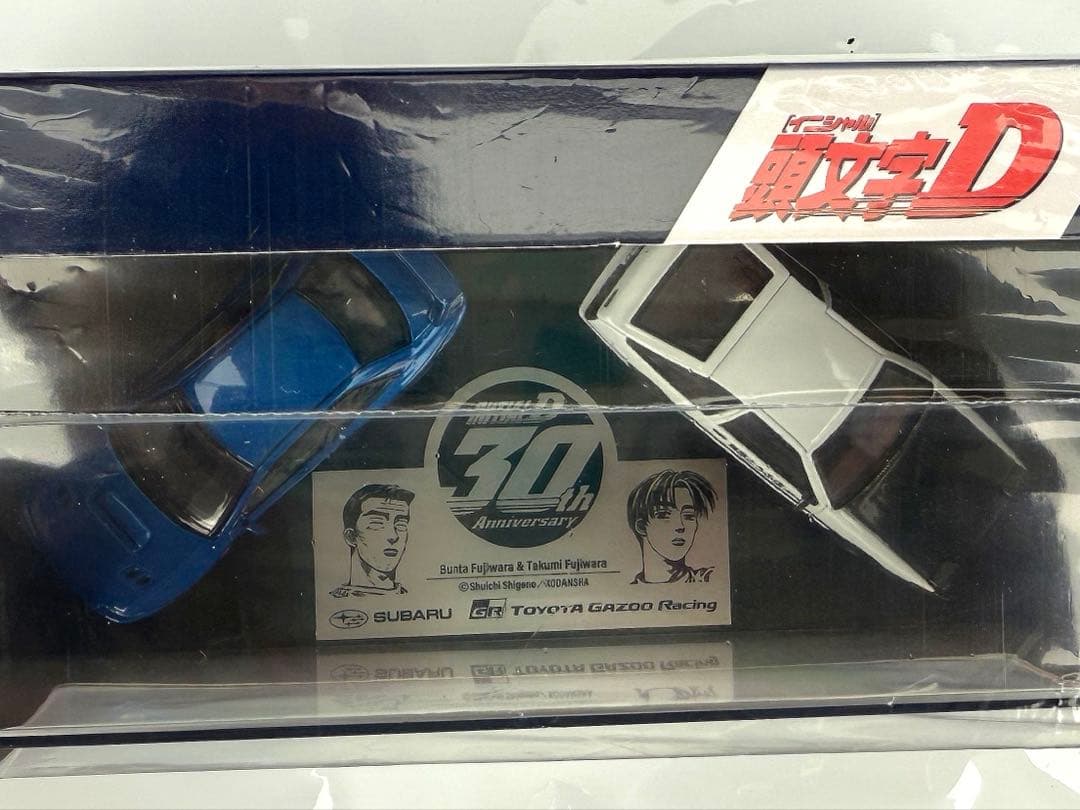 [イニシャル]
頭文字D
INITIAL D
30th
Anniversary
Bunta Fujiwara & Takumi Fujiwara
©Shuichi Shigeno/KODANSHA
SUBARU GR TOYOTA GAZOO Racing